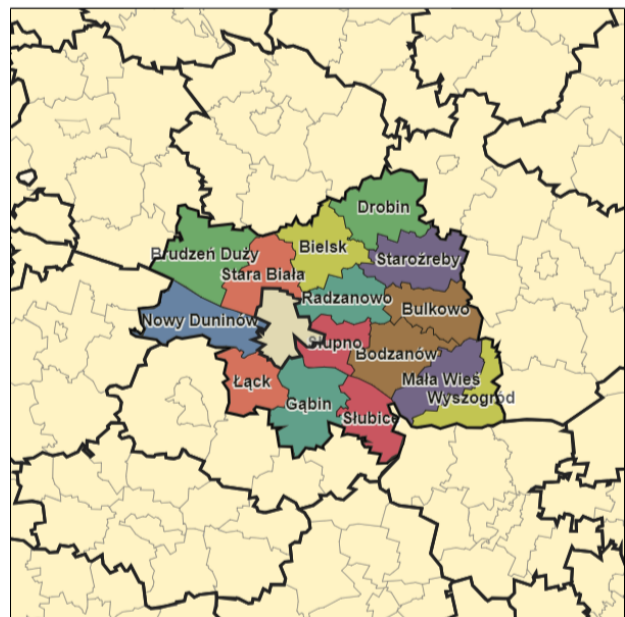 Drobin
Bielsk
Brudzeń Duży
Staroźreby
Stara Biała
Radzanowo
Bulkowo
Nowy Duninów
Słupno
Bodzanów
Łąck
Mała Wieś
Wyszogród
Gąbin
Słubice